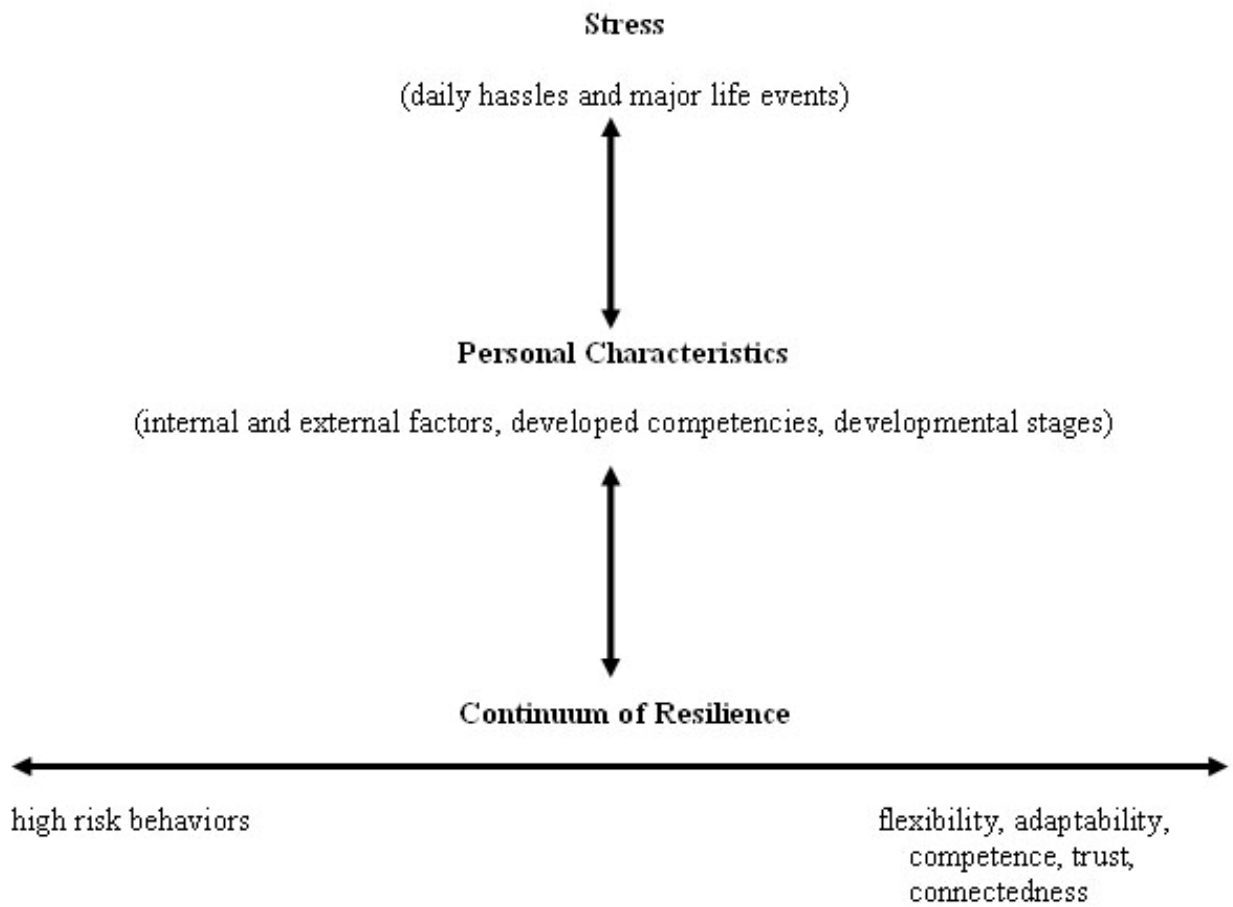 Stress
(daily hassles and major life events)
Personal Characteristics
(internal and external factors, developed competencies, developmental stages)
Continuum of Resilience
high risk behaviors
flexibility, adaptability,
competence, trust,
connectedness